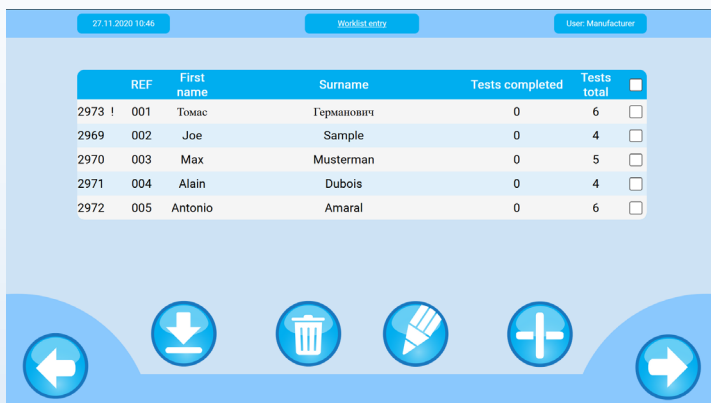 27.11.2020 10:46 Worklist entry User: Manufacturer
REF First name Surname Tests completed Tests total
2973 ! 001 Томас Германович 0 6
2969 002 Joe Sample 0 4
2970 003 Max Musterman 0 5
2971 004 Alain Dubois 0 4
2972 005 Antonio Amaral 0 6